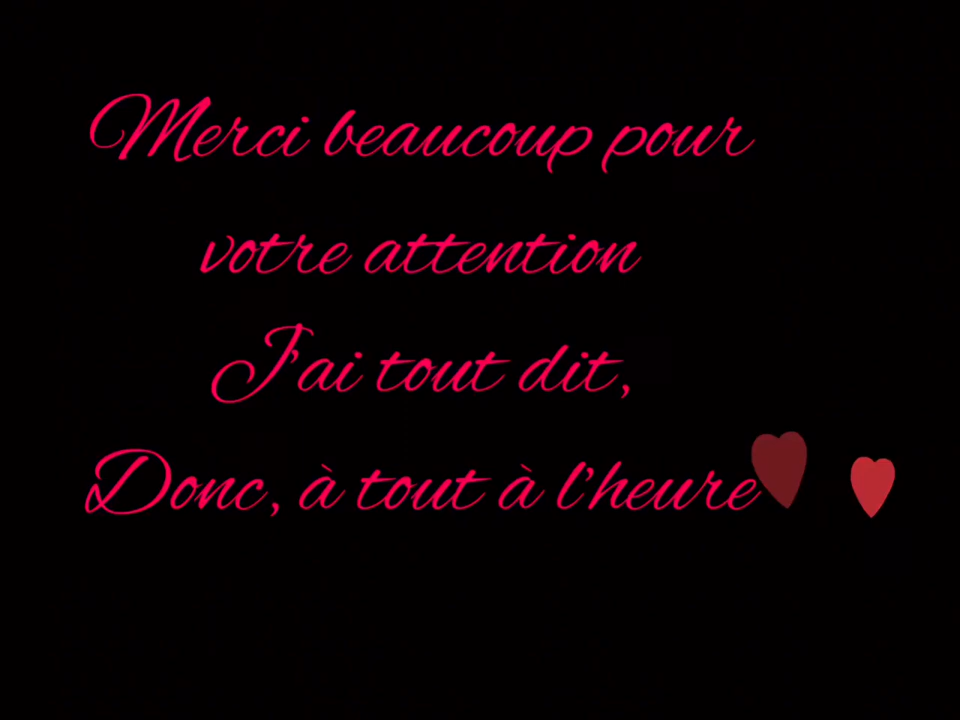 Merci beaucoup pour
votre attention
J'ai tout dit,
Donc, à tout à l'heure